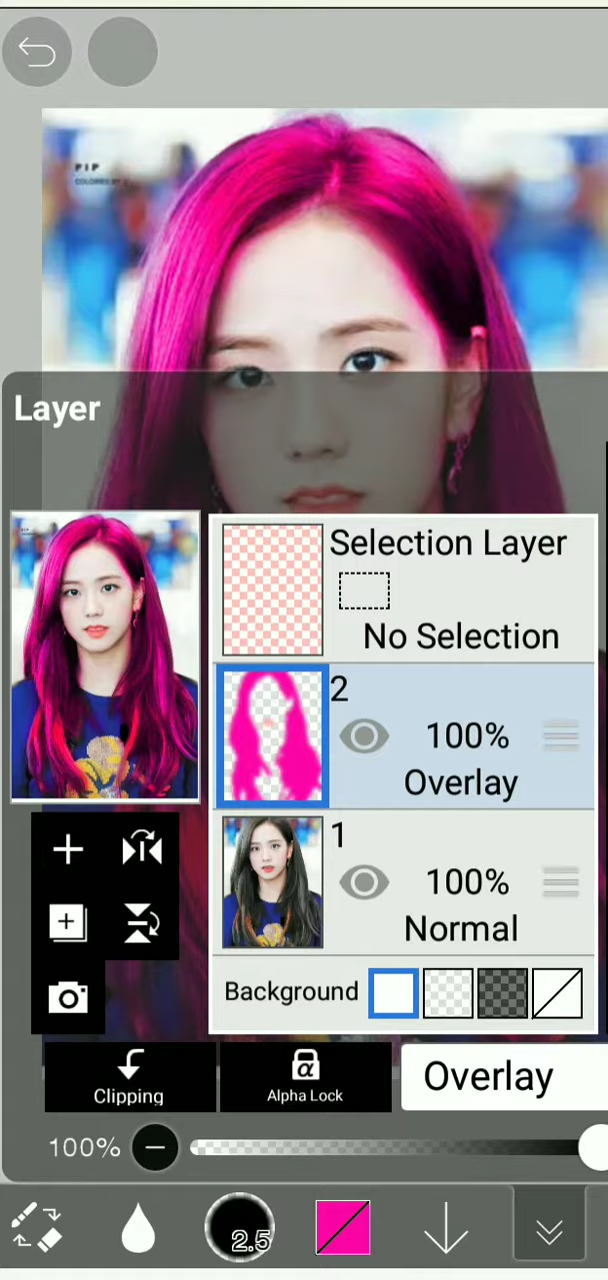 PIP
Layer
Selection Layer
No Selection
2
100%
Overlay
1
100%
Normal
Background
Clipping
α
Alpha Lock
Overlay
100%
2.5